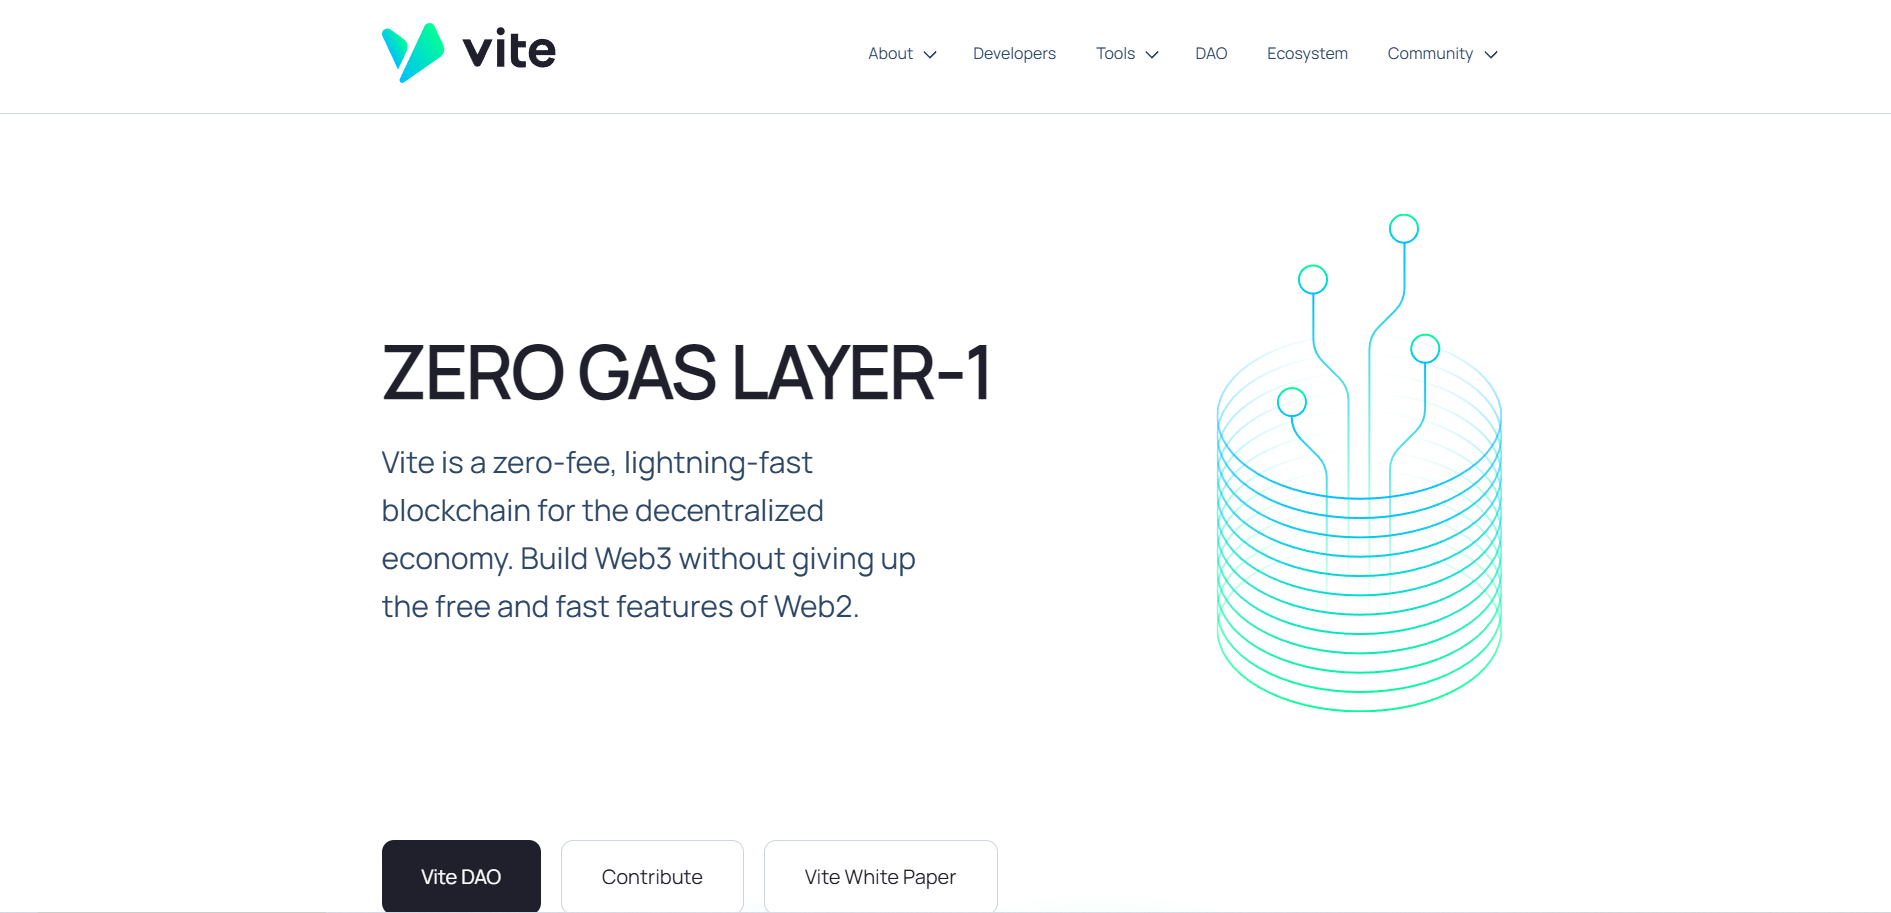 vite
About
Developers
Tools
DAO
Ecosystem
Community
ZERO GAS LAYER-1
Vite is a zero-fee, lightning-fast
blockchain for the decentralized
economy. Build Web3 without giving up
the free and fast features of Web2.
Vite DAO
Contribute
Vite White Paper